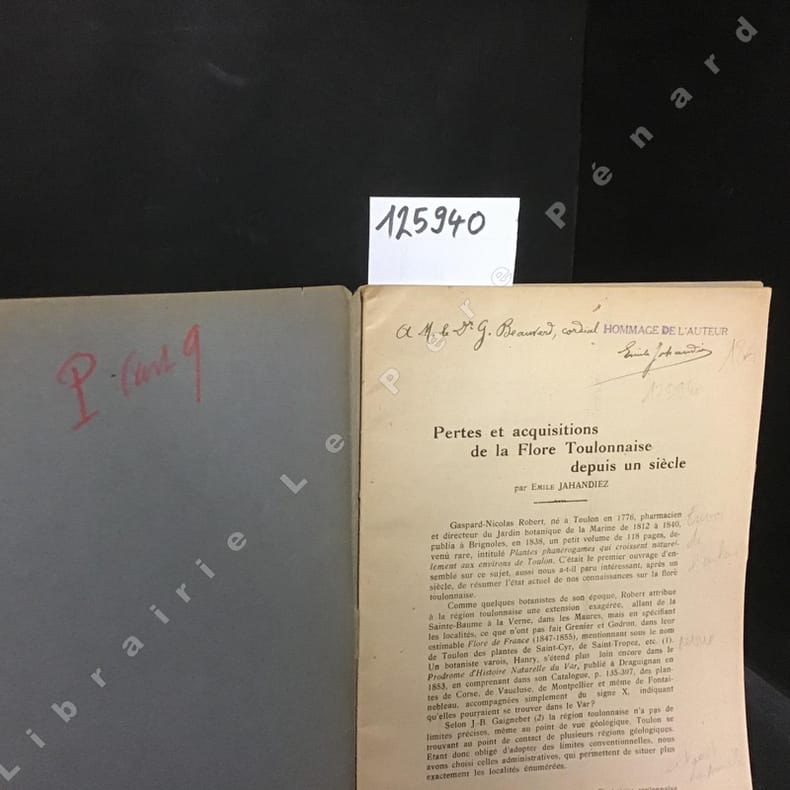 Librairie Le Père Pénard
125940
P. Cart 9
A M. le Dr G. Beauvard, cordial HOMMAGE DE L'AUTEUR
Emile Jahandiez
125940
Pertes et acquisitions
de la Flore Toulonnaise
depuis un siècle
par EMILE JAHANDIEZ
Gaspard-Nicolas Robert, né à Toulon en 1776, pharmacien
et directeur du Jardin botanique de la Marine de 1812 à 1840,
publia à Brignoles, en 1838, un petit volume de 118 pages, de-
venu rare, intitulé Plantes phanérogames qui croissent naturel-
lement aux environs de Toulon. C'était le premier ouvrage d'en-
semble sur ce sujet, aussi nous a-t-il paru intéressant, après un
siècle, de résumer l'état actuel de nos connaissances sur la flore
toulonnaise.
Comme quelques botanistes de son époque, Robert attribue
à la région toulonnaise une extension exagérée, allant de la
Sainte-Baume à la Verne, dans les Maures, mais en spécifiant
les localités, ce que n'ont pas fait Grenier et Godron, dans leur
estimable Flore de France (1847-1855), mentionnant sous le nom
de Toulon des plantes de Saint-Cyr, de Saint-Tropez, etc. (1).
Un botaniste varois, Hanry, s'étend plus loin encore dans le
Prodrome d'Histoire Naturelle du Var, publié à Draguignan en
1853, en comprenant dans son Catalogue, p. 135-397, des plan-
tes de Corse, de Vaucluse, de Montpellier et même de Fontai-
nebleau, accompagnées simplement du signe X, indiquant
qu'elles pourraient se trouver dans le Var?
Selon J.-B. Gaignebet (2) la région toulonnaise n'a pas de
limites précises, même au point de vue géologique, Toulon se
trouvant au point de contact de plusieurs régions géologiques.
Etant donc obligé d'adopter des limites conventionnelles, nous
avons choisi celles administratives, qui permettent de situer plus
exactement les localités énumérées.